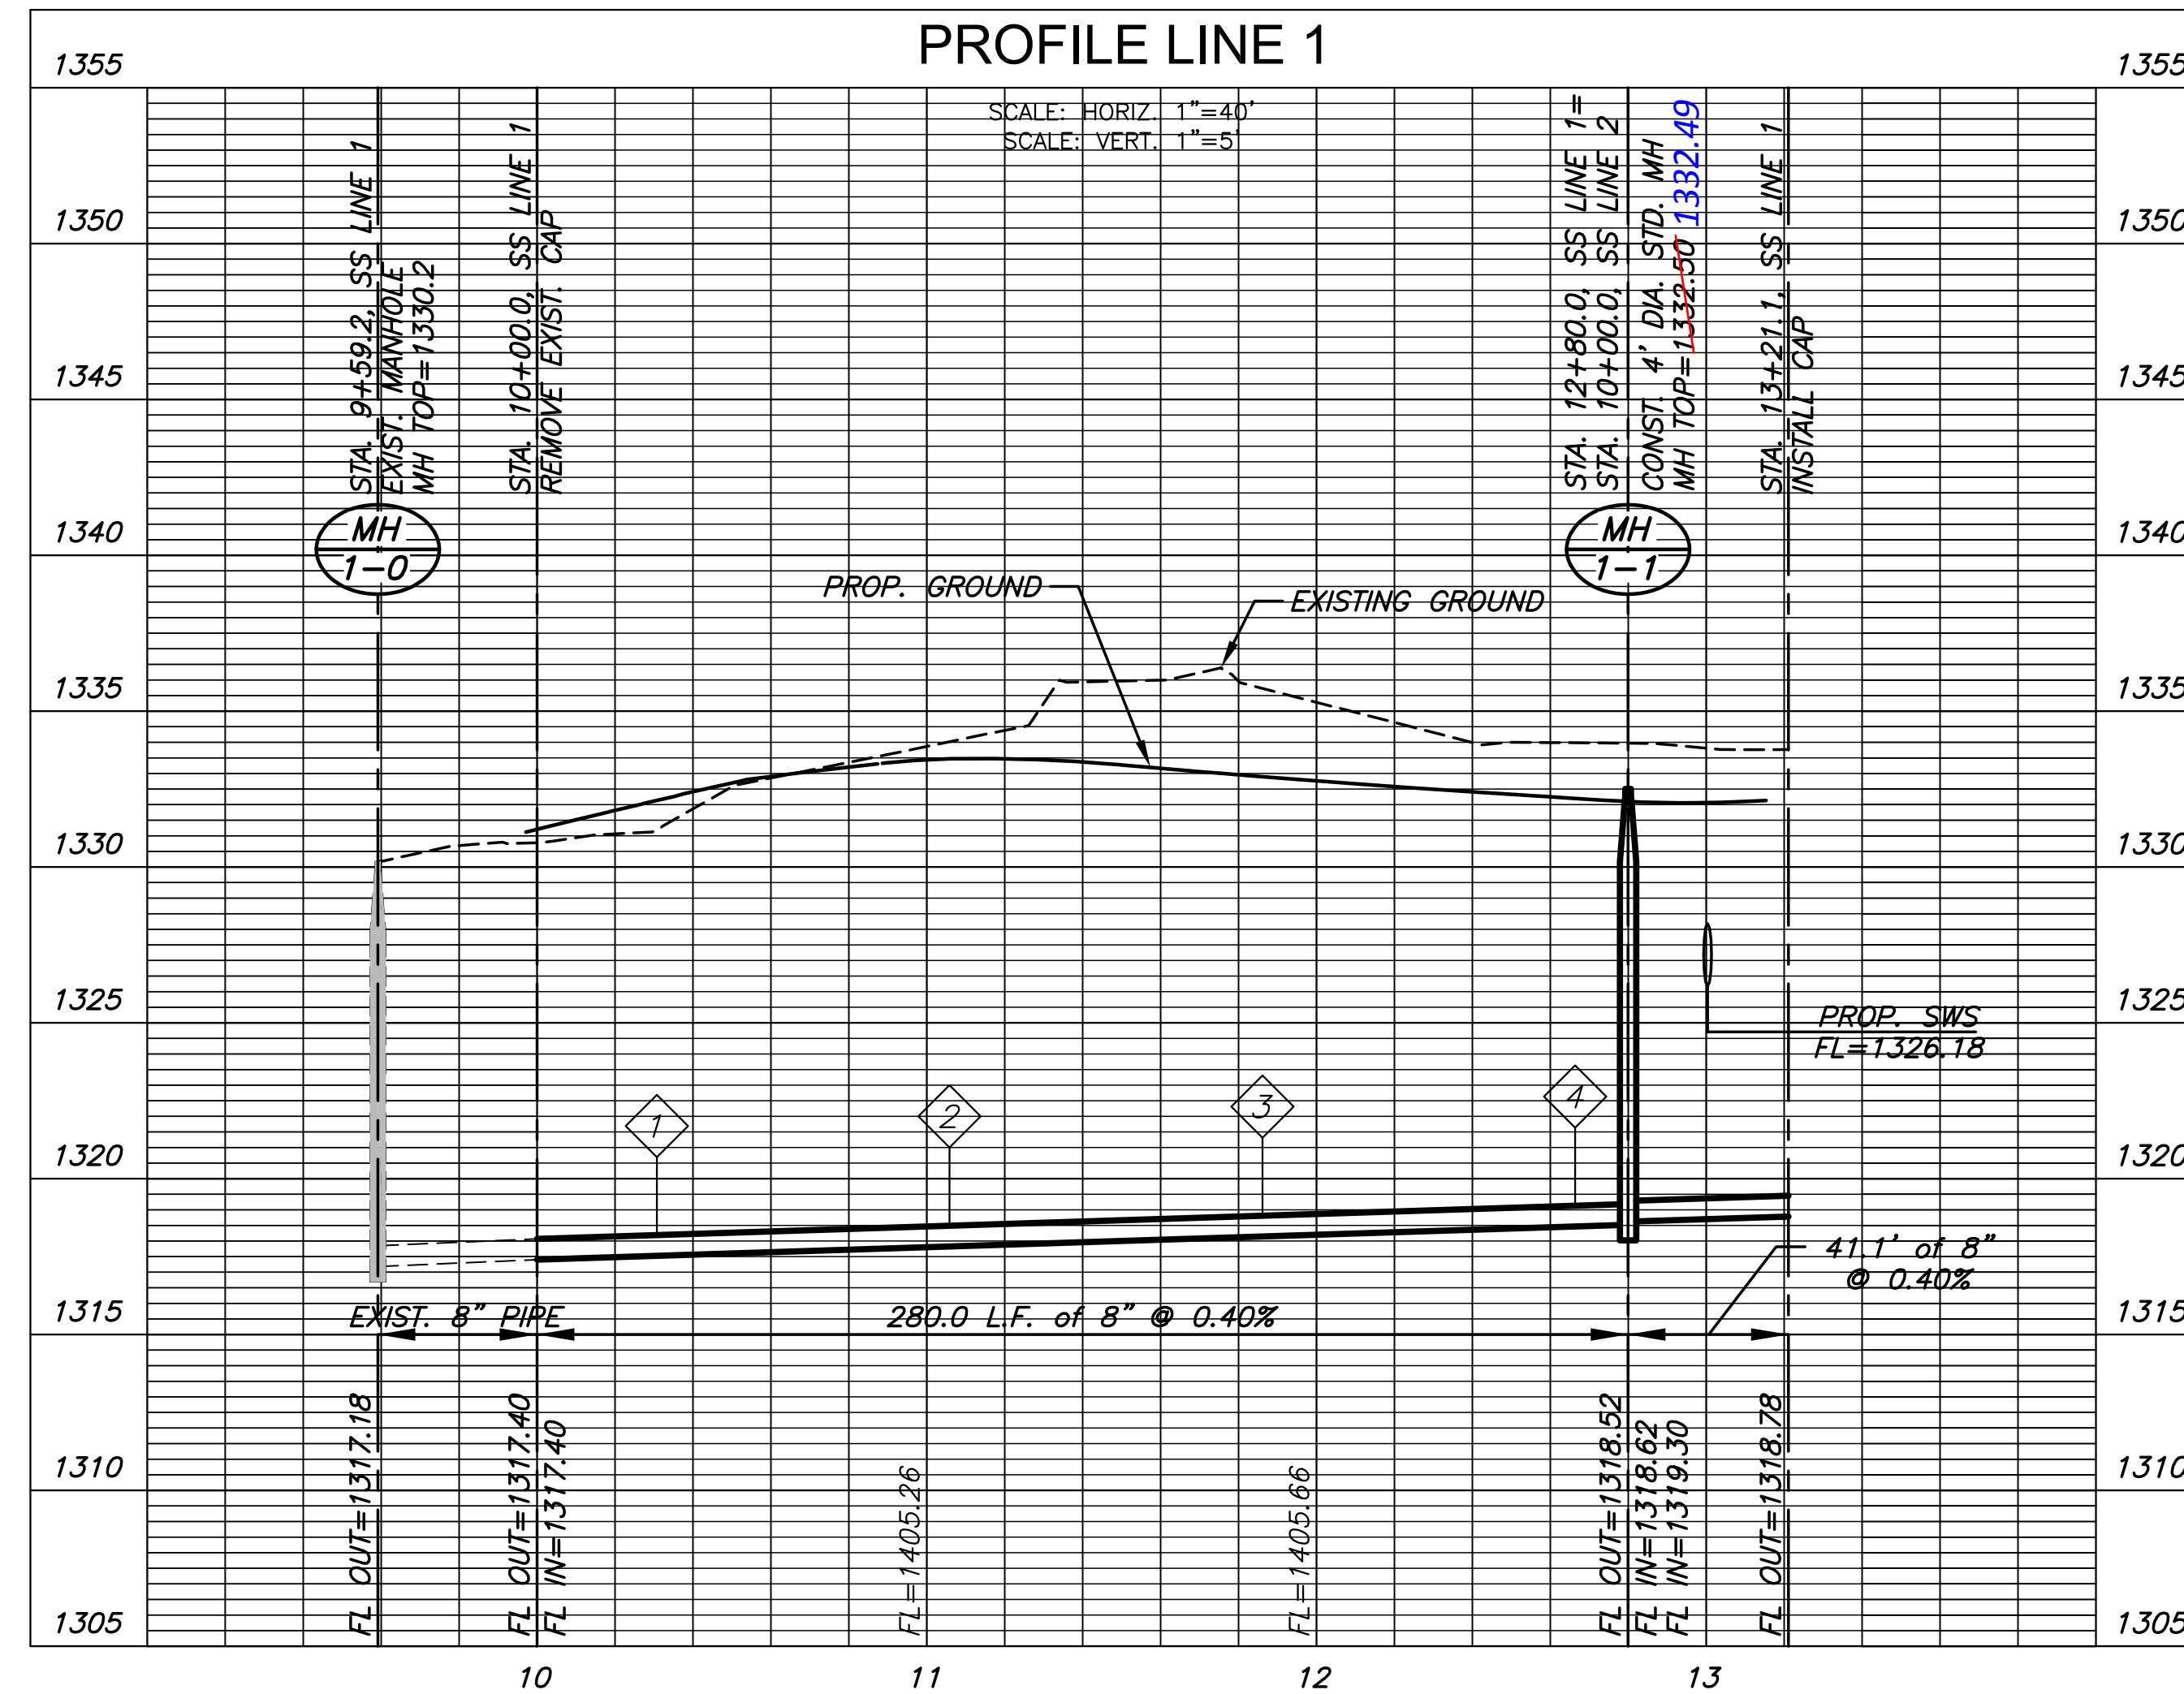 PROFILE LINE 1
1355
1355
SCALE: HORIZ. 1"=40'
SCALE: VERT. 1"=5'
STA. 9+59.2, SS LINE 1
EXIST. MANHOLE
MH TOP=1330.2
STA. 10+00.0, SS LINE 1
REMOVE EXIST. CAP
STA. 12+80.0, SS LINE 1=
STA. 10+00.0, SS LINE 2
CONST. 4' DIA. STD. MH
MH TOP=1332.50 1332.49
STA. 13+21.1, SS LINE 1
INSTALL CAP
1350
1350
1345
1345
1340
1340
MH
1-0
MH
1-1
PROP. GROUND
EXISTING GROUND
1335
1335
1330
1330
1325
1325
PROP. SWS
FL=1326.18
1
2
3
4
1320
1320
41.1' of 8"
@ 0.40%
1315
1315
EXIST. 8" PIPE
280.0 L.F. of 8" @ 0.40%
FL OUT=1317.18
FL OUT=1317.40
FL IN=1317.40
FL=1405.26
FL=1405.66
FL OUT=1318.52
FL IN=1318.62
FL IN=1319.30
FL OUT=1318.78
1310
1310
1305
1305
10
11
12
13